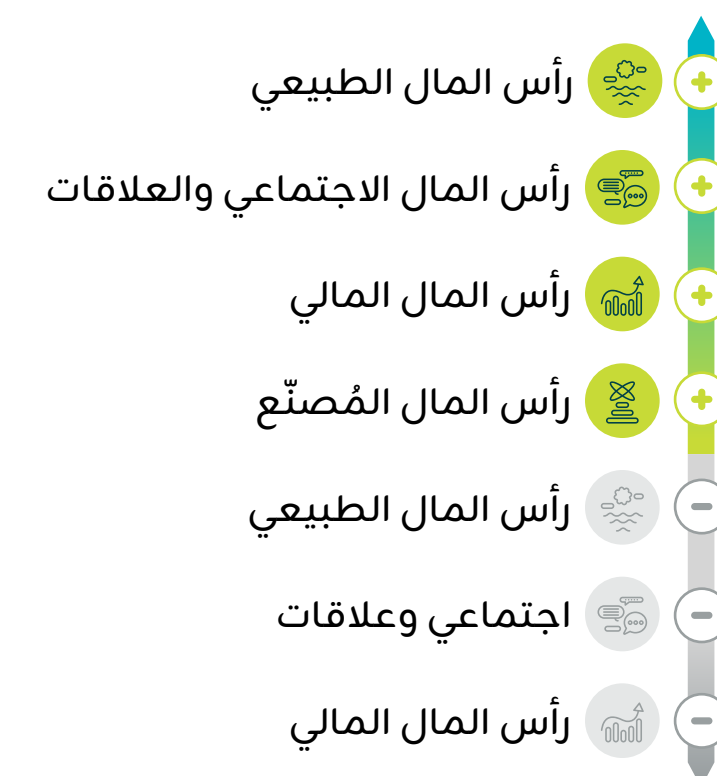 رأس المال الطبيعي
رأس المال الاجتماعي والعلاقات
رأس المال المالي
رأس المال المُصنّع
رأس المال الطبيعي
اجتماعي وعلاقات
رأس المال المالي